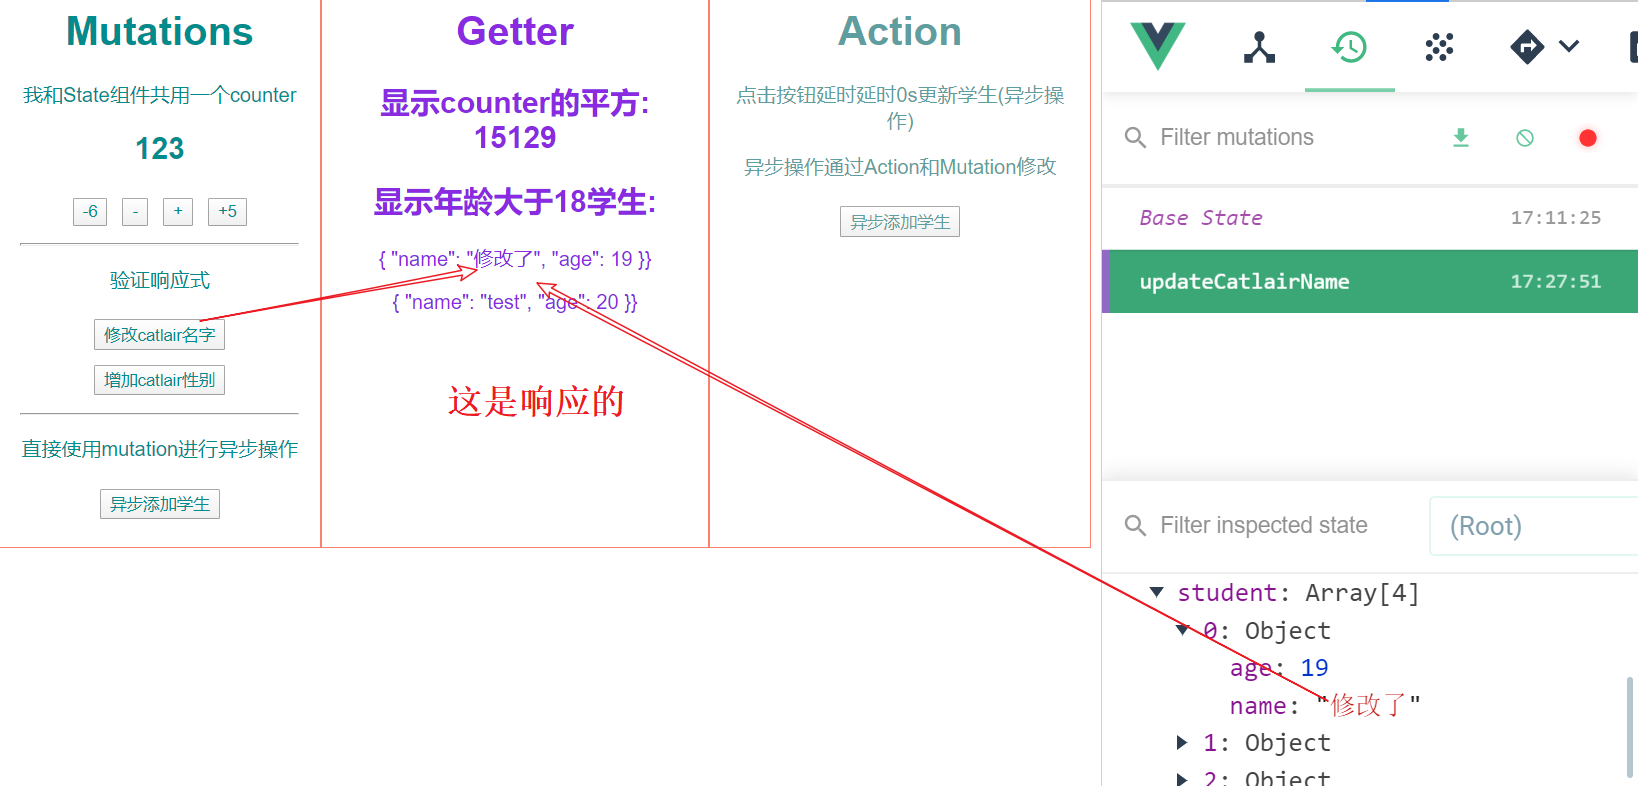 Mutations
我和State组件共用一个counter
123
-6
-
+
+5
验证响应式
修改catlair名字
增加catlair性别
直接使用mutation进行异步操作
异步添加学生
Getter
显示counter的平方:
15129
显示年龄大于18学生:
{ "name": "修改了", "age": 19 }}
{ "name": "test", "age": 20 }}
这是响应的
Action
点击按钮延时延时0s更新学生(异步操
作)
异步操作通过Action和Mutation修改
异步添加学生
Filter mutations
Base State 17:11:25
updateCatlairName 17:27:51
Filter inspected state
(Root)
student: Array[4]
0: Object
age: 19
name: "修改了"
1: Object
2: Object